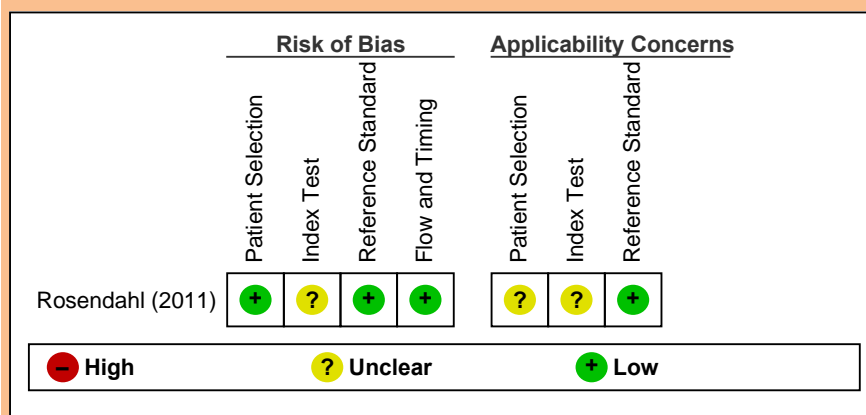 Risk of Bias
Applicability Concerns
Patient Selection
Index Test
Reference Standard
Flow and Timing
Patient Selection
Index Test
Reference Standard
Rosendahl (2011) + ? + + ? ? +
– High ? Unclear + Low